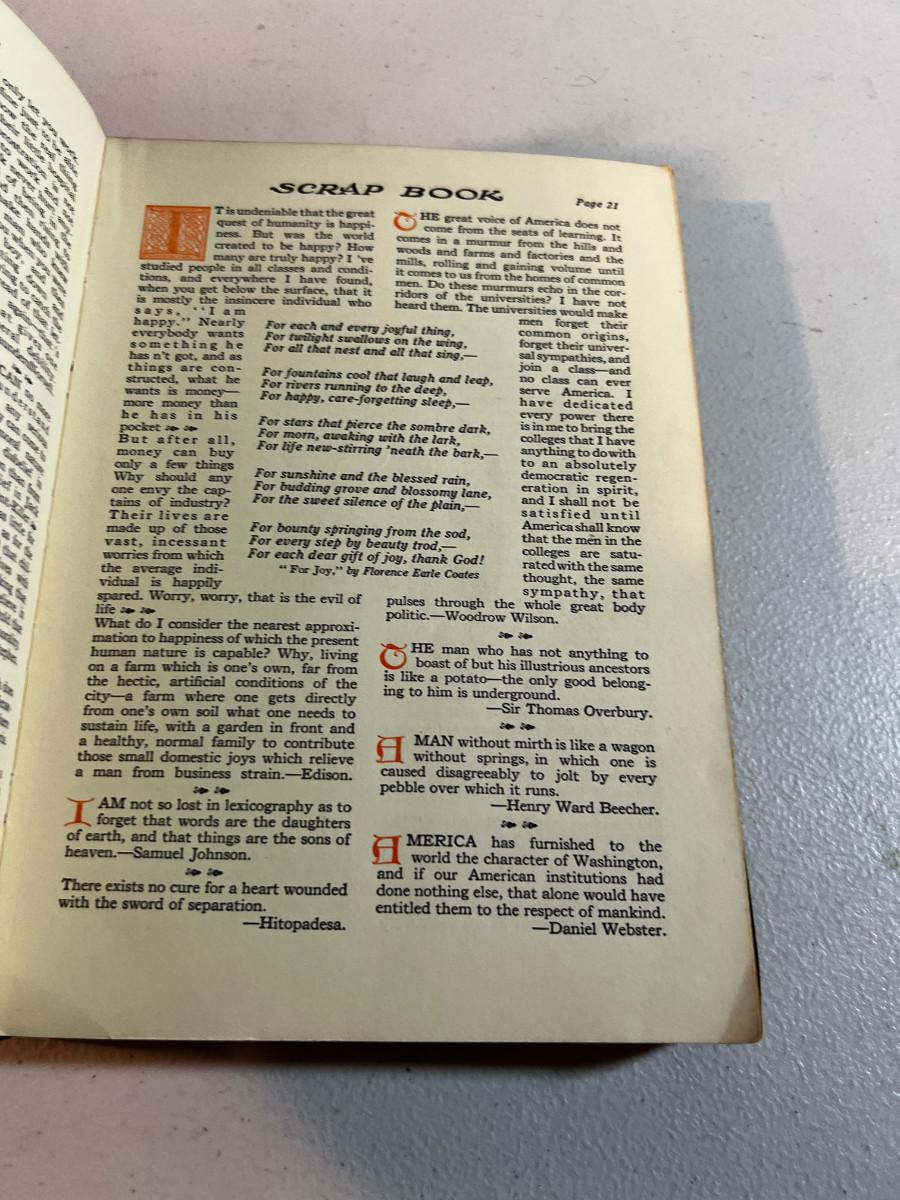 SCRAP BOOK
Page 21
IT is undeniable that the great
quest of humanity is happi-
ness. But was the world
created to be happy? How
many are truly happy? I 've
studied people in all classes and condi-
tions, and everywhere I have found,
when you get below the surface, that it
is mostly the insincere individual who
says, "I am
happy." Nearly
everybody wants
something he
has n't got, and as
things are con-
structed, what he
wants is money—
more money than
he has in his
pocket
But after all,
money can buy
only a few things
Why should any
one envy the cap-
tains of industry?
Their lives are
made up of those
vast, incessant
worries from which
the average indi-
vidual is happily
spared. Worry, worry, that is the evil of
life
What do I consider the nearest approxi-
mation to happiness of which the present
human nature is capable? Why, living
on a farm which is one's own, far from
the hectic, artificial conditions of the
city—a farm where one gets directly
from one's own soil what one needs to
sustain life, with a garden in front and
a healthy, normal family to contribute
those small domestic joys which relieve
a man from business strain.—Edison.
I AM not so lost in lexicography as to
forget that words are the daughters
of earth, and that things are the sons of
heaven.—Samuel Johnson.
There exists no cure for a heart wounded
with the sword of separation.
—Hitopadesa.
For each and every joyful thing,
For twilight swallows on the wing,
For all that nest and all that sing,—
For fountains cool that laugh and leap,
For rivers running to the deep,
For happy, care-forgetting sleep,—
For stars that pierce the sombre dark,
For morn, awaking with the lark,
For life new-stirring 'neath the bark,—
For sunshine and the blessed rain,
For budding grove and blossomy lane,
For the sweet silence of the plain,—
For bounty springing from the sod,
For every step by beauty trod,—
For each dear gift of joy, thank God!
"For Joy," by Florence Earle Coates
THE great voice of America does not
come from the seats of learning. It
comes in a murmur from the hills and
woods and farms and factories and the
mills, rolling and gaining volume until
it comes to us from the homes of common
men. Do these murmurs echo in the cor-
ridors of the universities? I have not
heard them. The universities would make
men forget their
common origins,
forget their univer-
sal sympathies, and
join a class—and
no class can ever
serve America. I
have dedicated
every power there
is in me to bring the
colleges that I have
anything to do with
to an absolutely
democratic regen-
eration in spirit,
and I shall not be
satisfied until
America shall know
that the men in the
colleges are satu-
rated with the same
thought, the same
sympathy, that
pulses through the whole great body
politic.—Woodrow Wilson.
THE man who has not anything to
boast of but his illustrious ancestors
is like a potato—the only good belong-
ing to him is underground.
—Sir Thomas Overbury.
A MAN without mirth is like a wagon
without springs, in which one is
caused disagreeably to jolt by every
pebble over which it runs.
—Henry Ward Beecher.
AMERICA has furnished to the
world the character of Washington,
and if our American institutions had
done nothing else, that alone would have
entitled them to the respect of mankind.
—Daniel Webster.